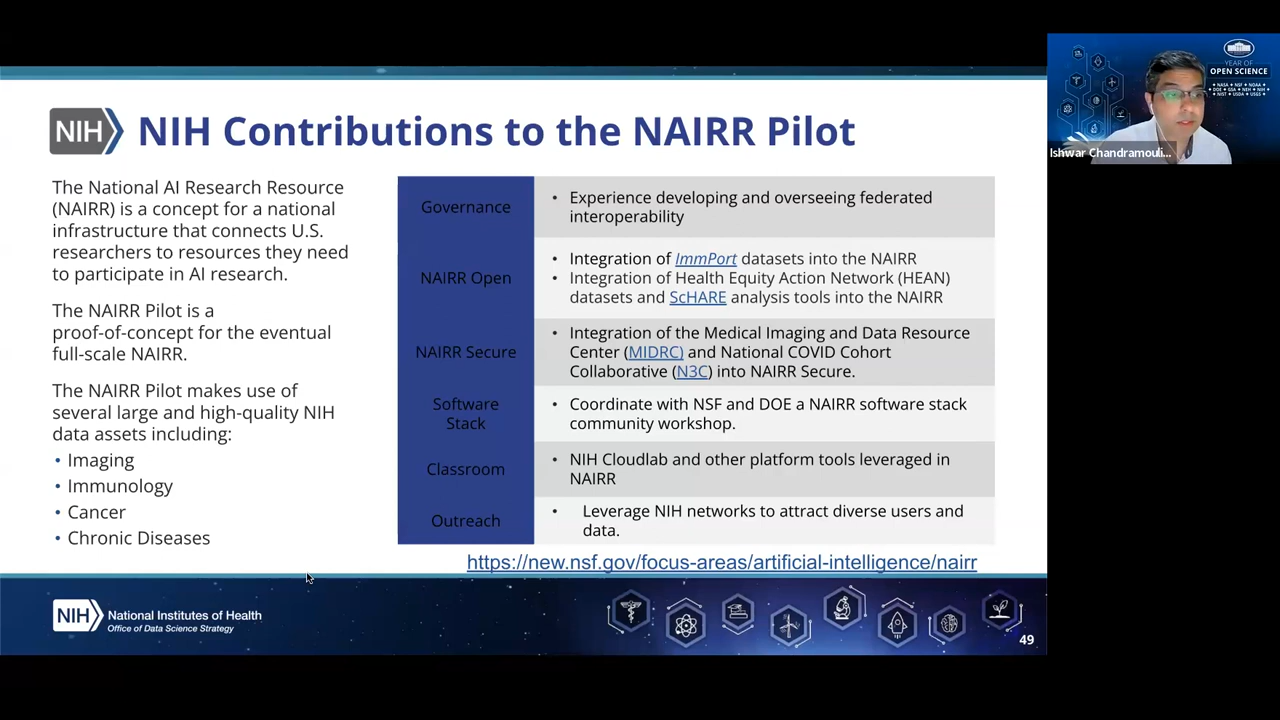 NIH
NIH Contributions to the NAIRR Pilot
The National AI Research Resource
(NAIRR) is a concept for a national
infrastructure that connects U.S.
researchers to resources they need
to participate in AI research.
The NAIRR Pilot is a
proof-of-concept for the eventual
full-scale NAIRR.
The NAIRR Pilot makes use of
several large and high-quality NIH
data assets including:
• Imaging
• Immunology
• Cancer
• Chronic Diseases
Governance
• Experience developing and overseeing federated
interoperability
NAIRR Open
• Integration of ImmPort datasets into the NAIRR
• Integration of Health Equity Action Network (HEAN)
datasets and ScHARE analysis tools into the NAIRR
NAIRR Secure
• Integration of the Medical Imaging and Data Resource
Center (MIDRC) and National COVID Cohort
Collaborative (N3C) into NAIRR Secure.
Software
Stack
• Coordinate with NSF and DOE a NAIRR software stack
community workshop.
Classroom
• NIH Cloudlab and other platform tools leveraged in
NAIRR
Outreach
• Leverage NIH networks to attract diverse users and
data.
https://new.nsf.gov/focus-areas/artificial-intelligence/nairr
NIH
National Institutes of Health
Office of Data Science Strategy
49
YEAR OF
OPEN SCIENCE
Ishwar Chandramouli...